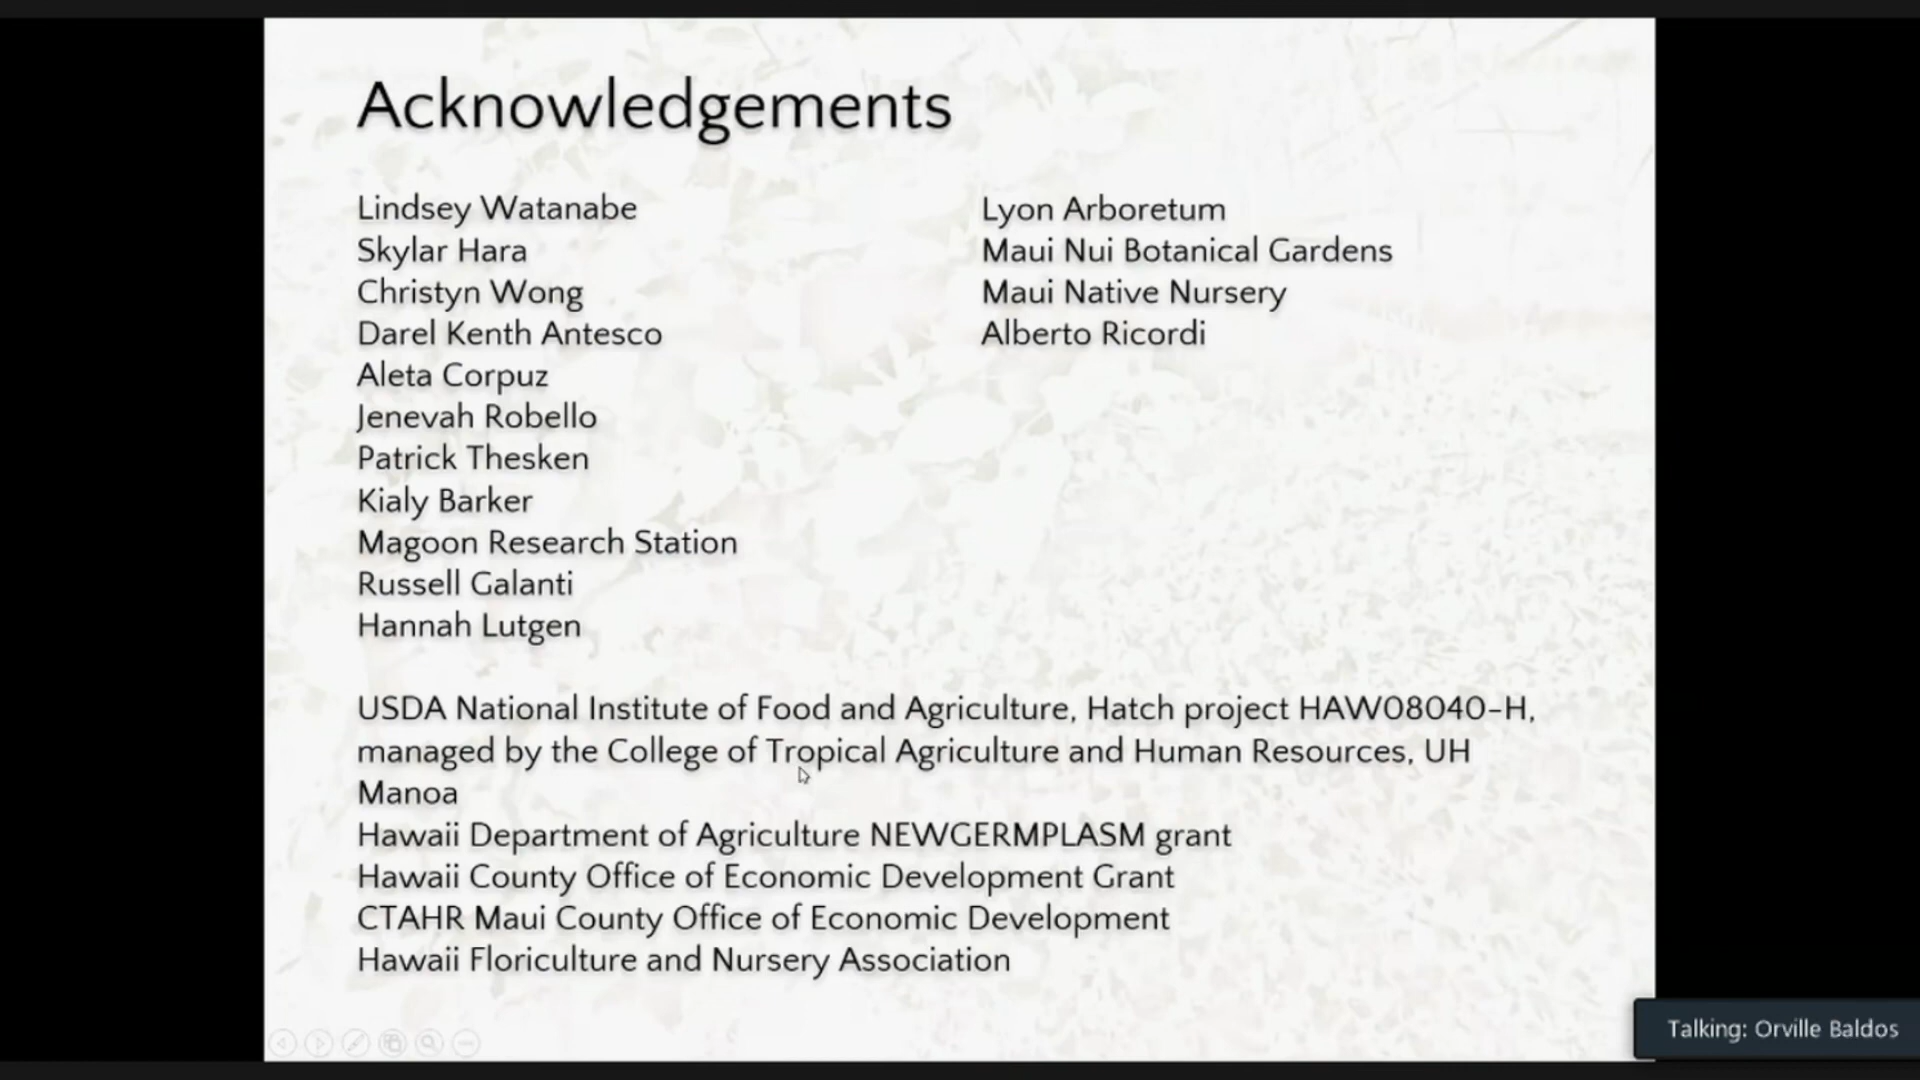 Acknowledgements
Lindsey Watanabe
Skylar Hara
Christyn Wong
Darel Kenth Antesco
Aleta Corpuz
Jenevah Robello
Patrick Thesken
Kialy Barker
Magoon Research Station
Russell Galanti
Hannah Lutgen
Lyon Arboretum
Maui Nui Botanical Gardens
Maui Native Nursery
Alberto Ricordi
USDA National Institute of Food and Agriculture, Hatch project HAW08040-H,
managed by the College of Tropical Agriculture and Human Resources, UH
Manoa
Hawaii Department of Agriculture NEWGERMPLASM grant
Hawaii County Office of Economic Development Grant
CTAHR Maui County Office of Economic Development
Hawaii Floriculture and Nursery Association
Talking: Orville Baldos